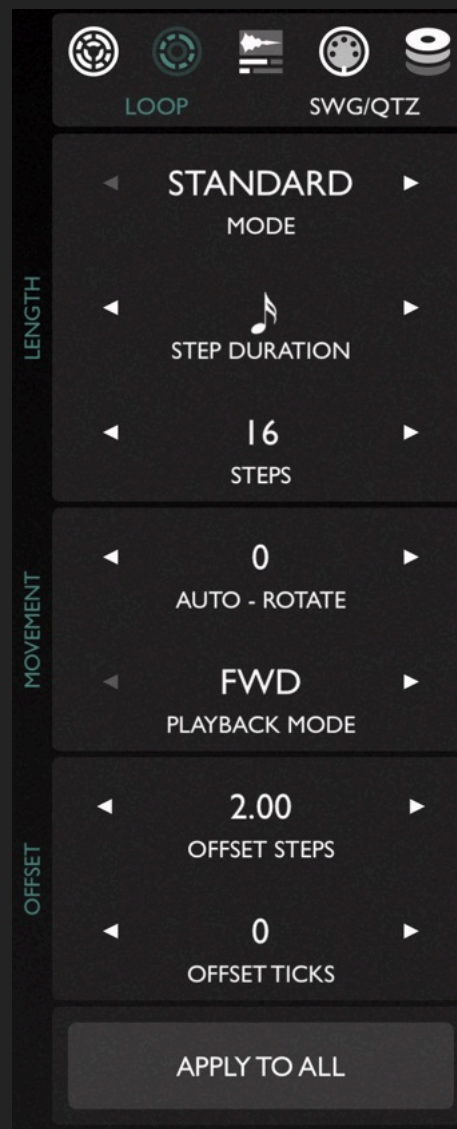 LOOP SWG/QTZ
LENGTH
STANDARD
MODE
STEP DURATION
16
STEPS
MOVEMENT
0
AUTO - ROTATE
FWD
PLAYBACK MODE
OFFSET
2.00
OFFSET STEPS
0
OFFSET TICKS
APPLY TO ALL